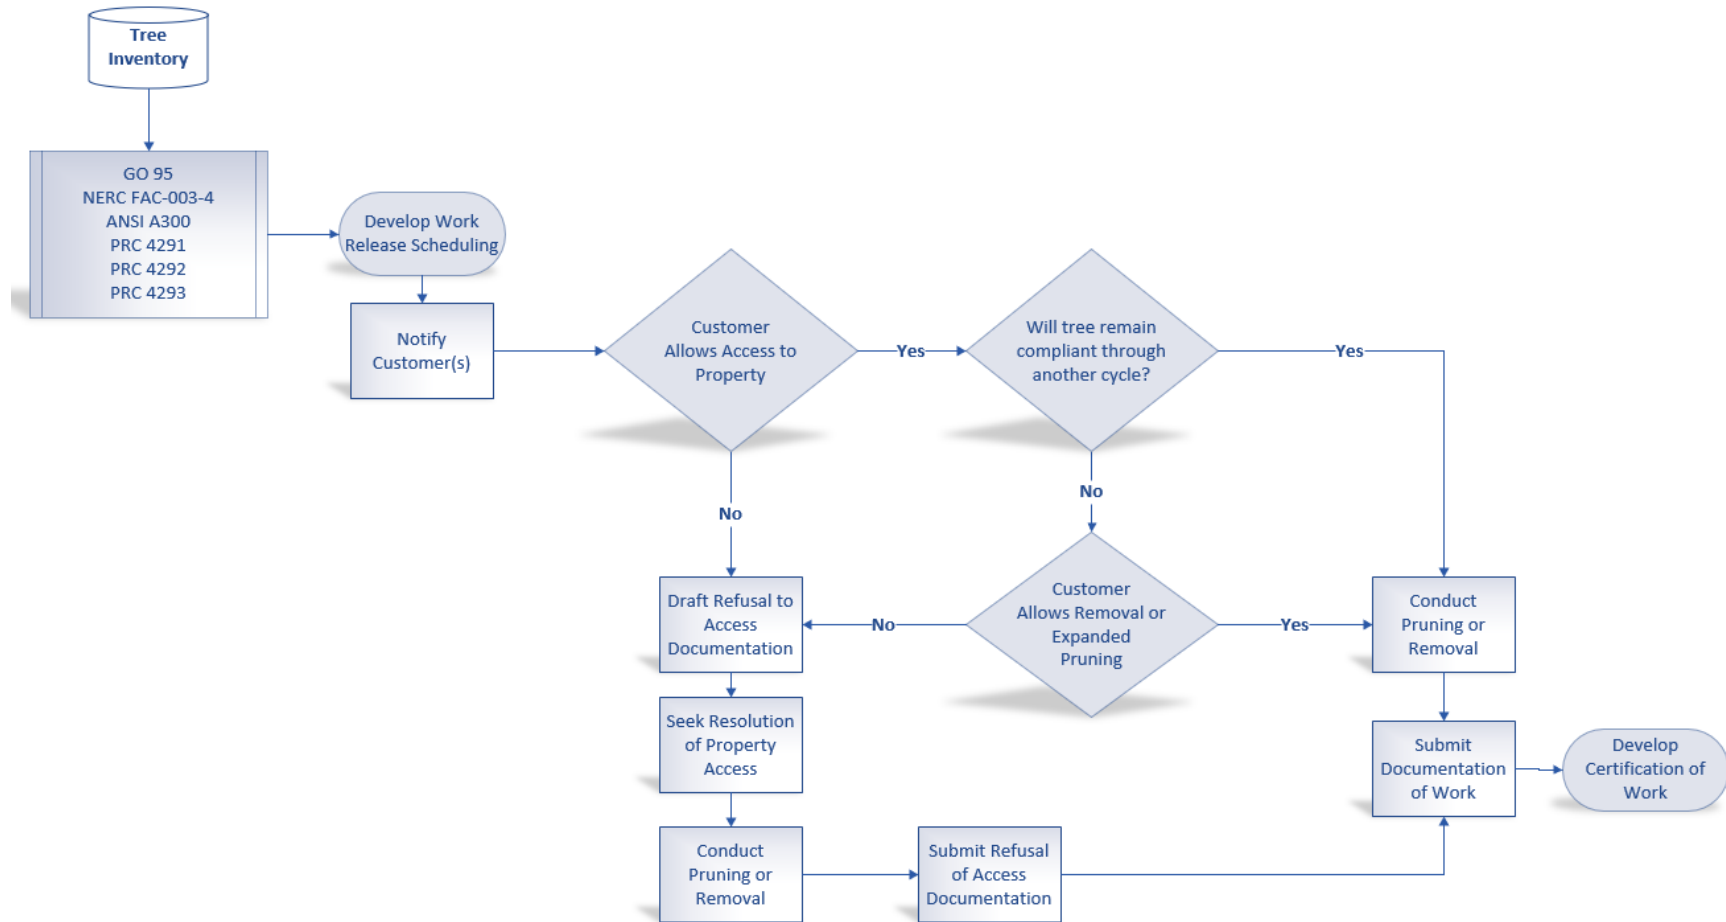 Tree
Inventory
GO 95
NERC FAC-003-4
ANSI A300
PRC 4291
PRC 4292
PRC 4293
Develop Work
Release Scheduling
Notify
Customer(s)
Customer
Allows Access to
Property
Yes
Will tree remain
compliant through
another cycle?
Yes
No
No
Draft Refusal to
Access
Documentation
No
Customer
Allows Removal or
Expanded
Pruning
Yes
Conduct
Pruning or
Removal
Seek Resolution
of Property
Access
Submit
Documentation
of Work
Develop
Certification of
Work
Conduct
Pruning or
Removal
Submit Refusal
of Access
Documentation